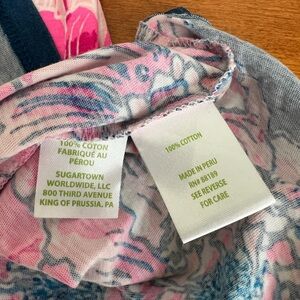 100% COTON
FABRIQUÉ AU
PÉROU
SUGARTOWN
WORLDWIDE, LLC
800 THIRD AVENUE
KING OF PRUSSIA, PA
100% COTTON
MADE IN PERU
RN# 88189
SEE REVERSE
FOR CARE